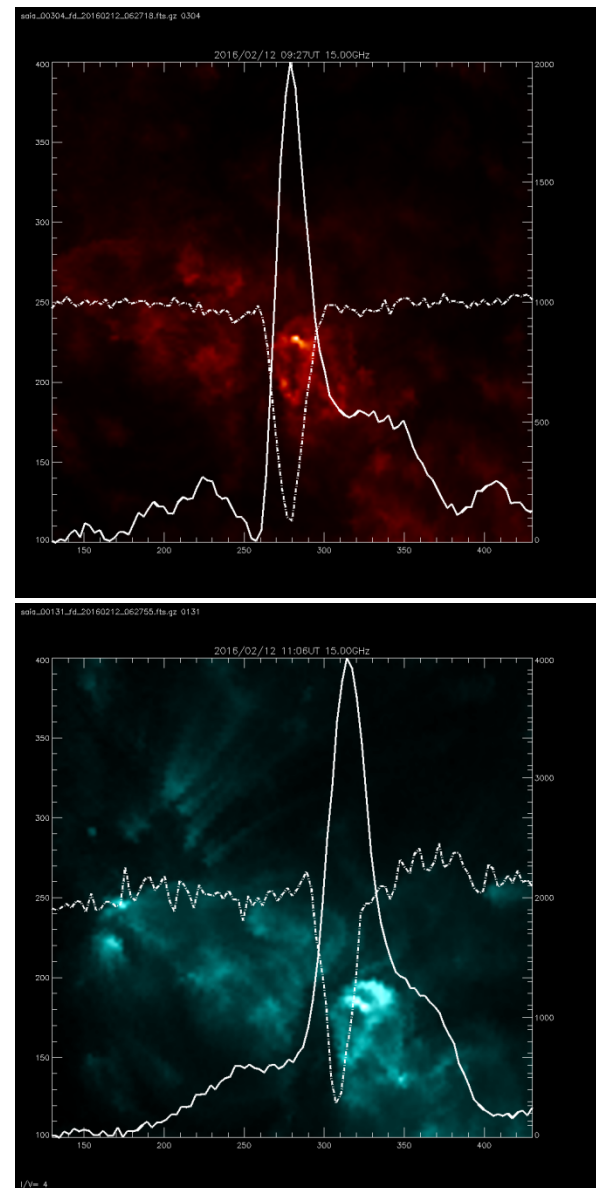 saia_00304_fd_20160212_062718.fts.gz 0304
2016/02/12 09:27UT 15.00GHz
400 2000
350
300 1500
250 1000
200
150 500
100 0
150 200 250 300 350 400
saia_00131_fd_20160212_062755.fts.gz 0131
2016/02/12 11:06UT 15.00GHz
400 4000
350
300 3000
250 2000
200
150 1000
100 0
150 200 250 300 350 400
I/V= 4